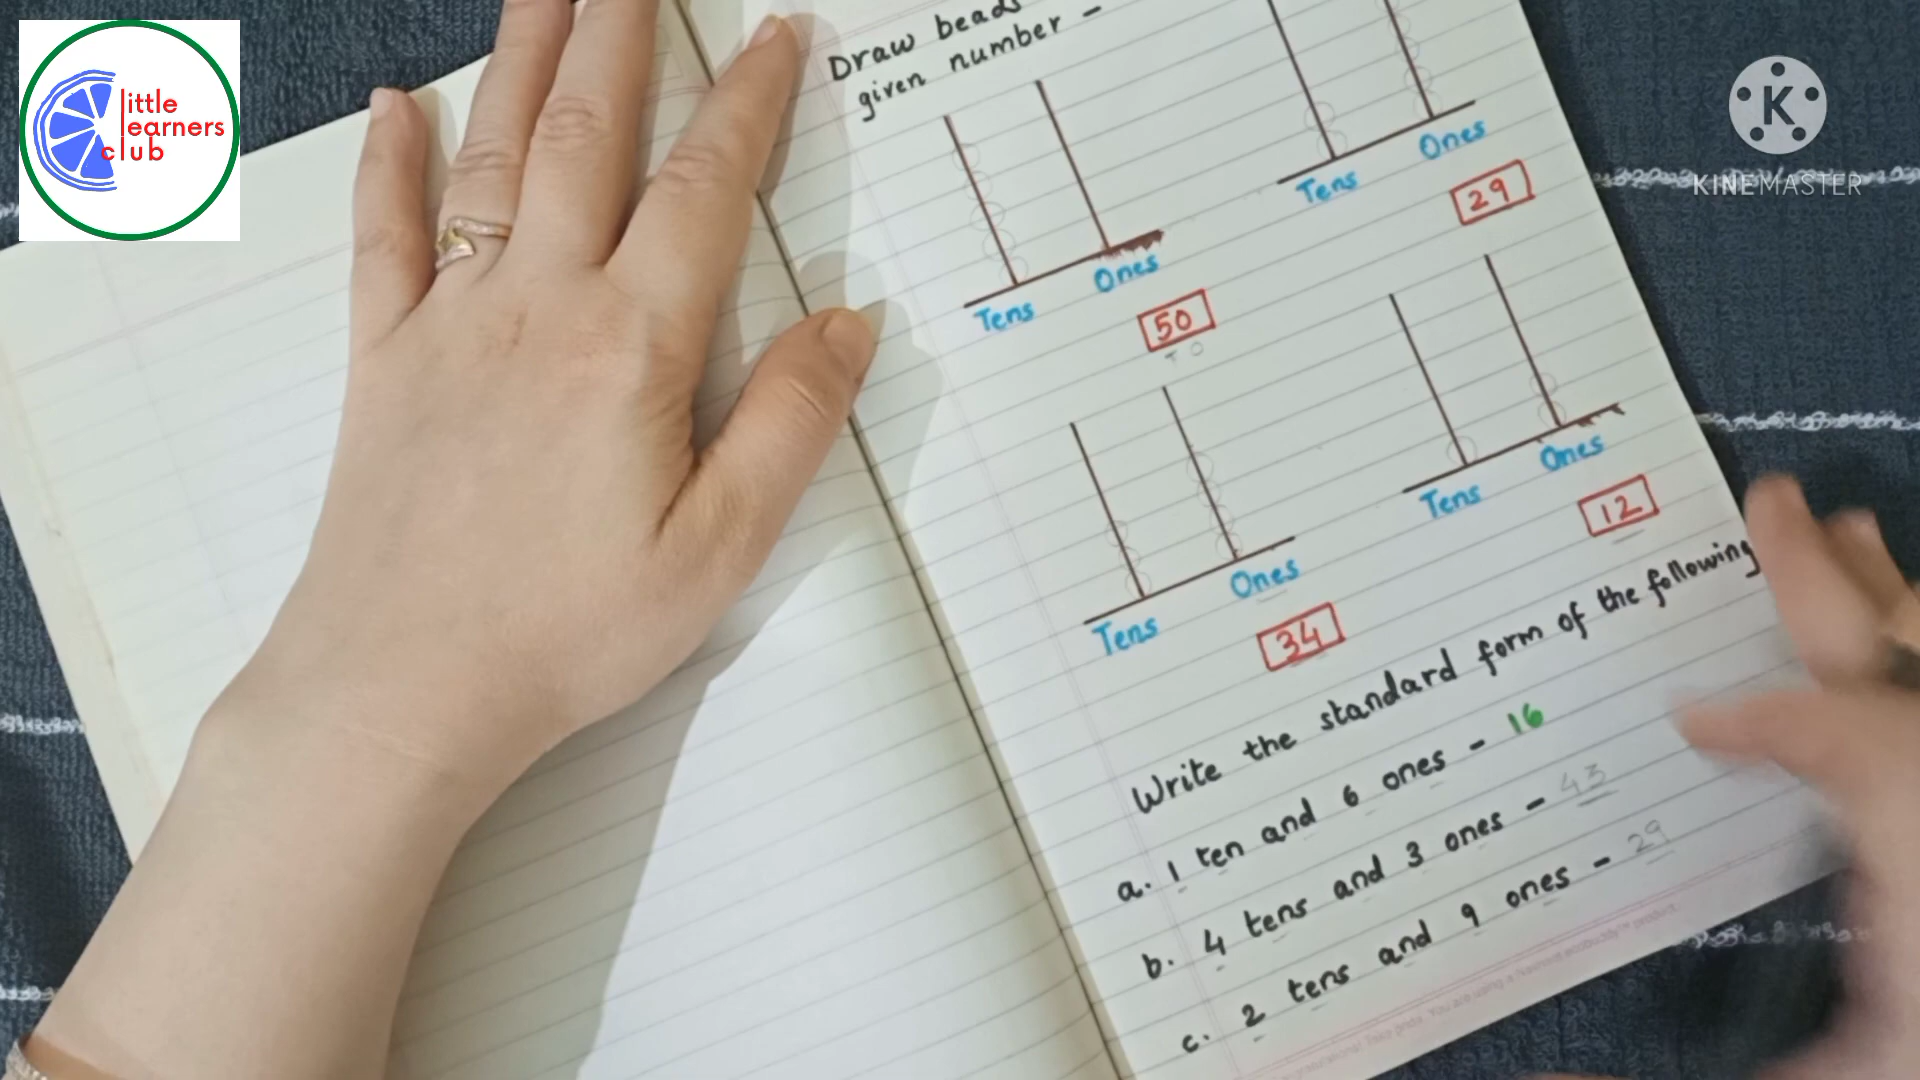 little
learners
club
KINEMASTER
Draw beads
given number -
Tens Ones
50
T O
Tens Ones
29
Tens Ones
34
Tens Ones
12
Write the standard form of the following
a. 1 ten and 6 ones - 16
b. 4 tens and 3 ones - 43
c. 2 tens and 9 ones - 29